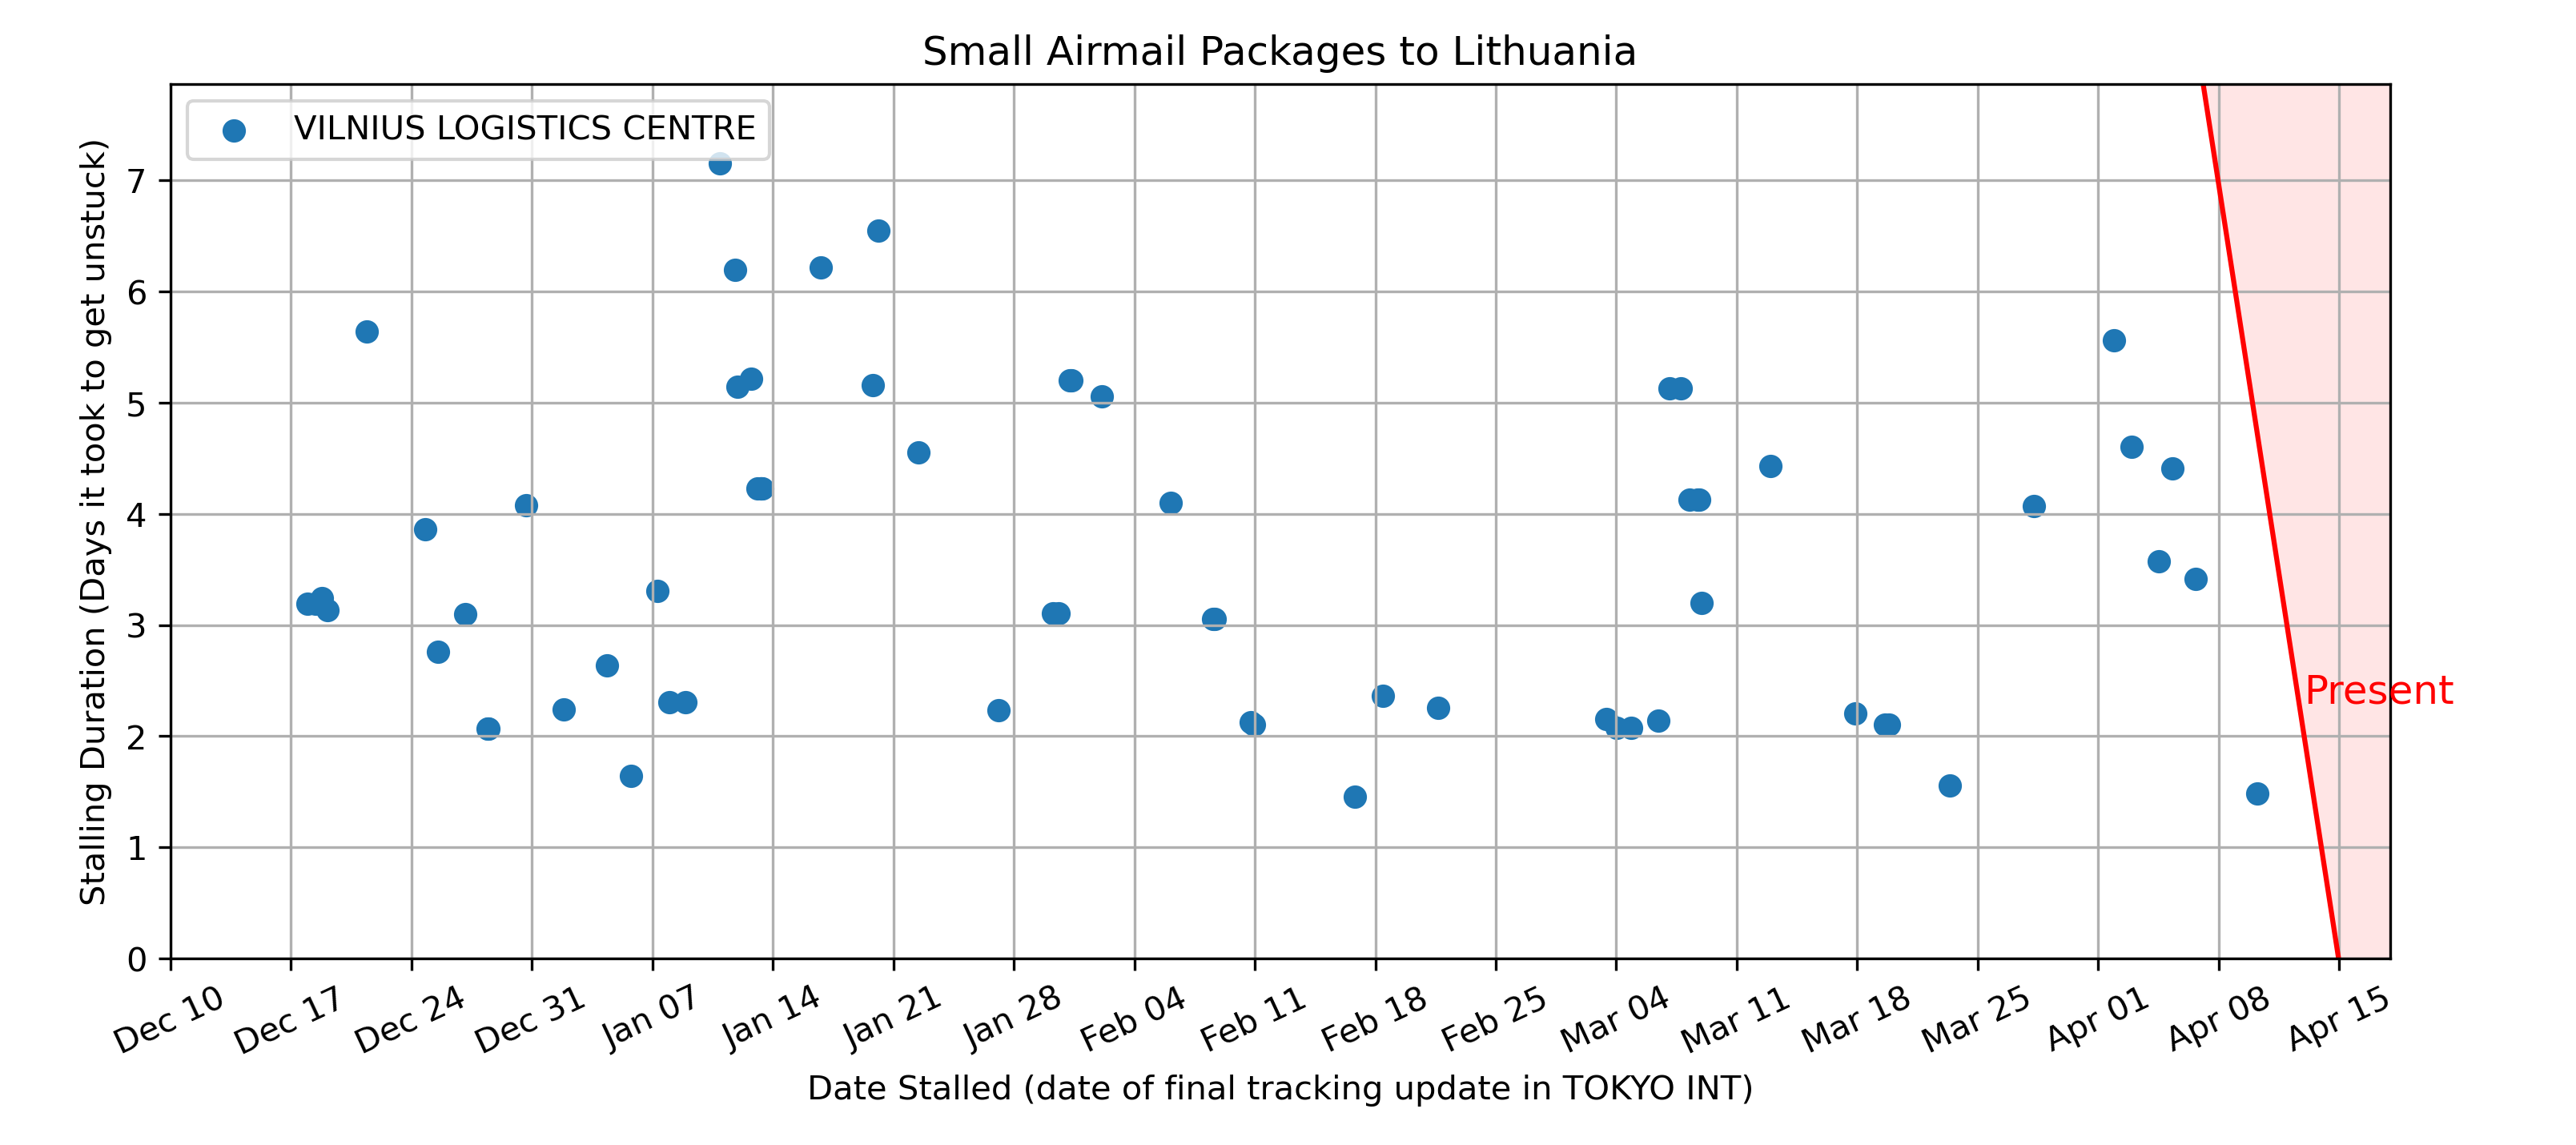 Small Airmail Packages to Lithuania
VILNIUS LOGISTICS CENTRE
Stalling Duration (Days it took to get unstuck)
7
6
5
4
3
2
1
0
Present
Dec 10
Dec 17
Dec 24
Dec 31
Jan 07
Jan 14
Jan 21
Jan 28
Feb 04
Feb 11
Feb 18
Feb 25
Mar 04
Mar 11
Mar 18
Mar 25
Apr 01
Apr 08
Apr 15
Date Stalled (date of final tracking update in TOKYO INT)